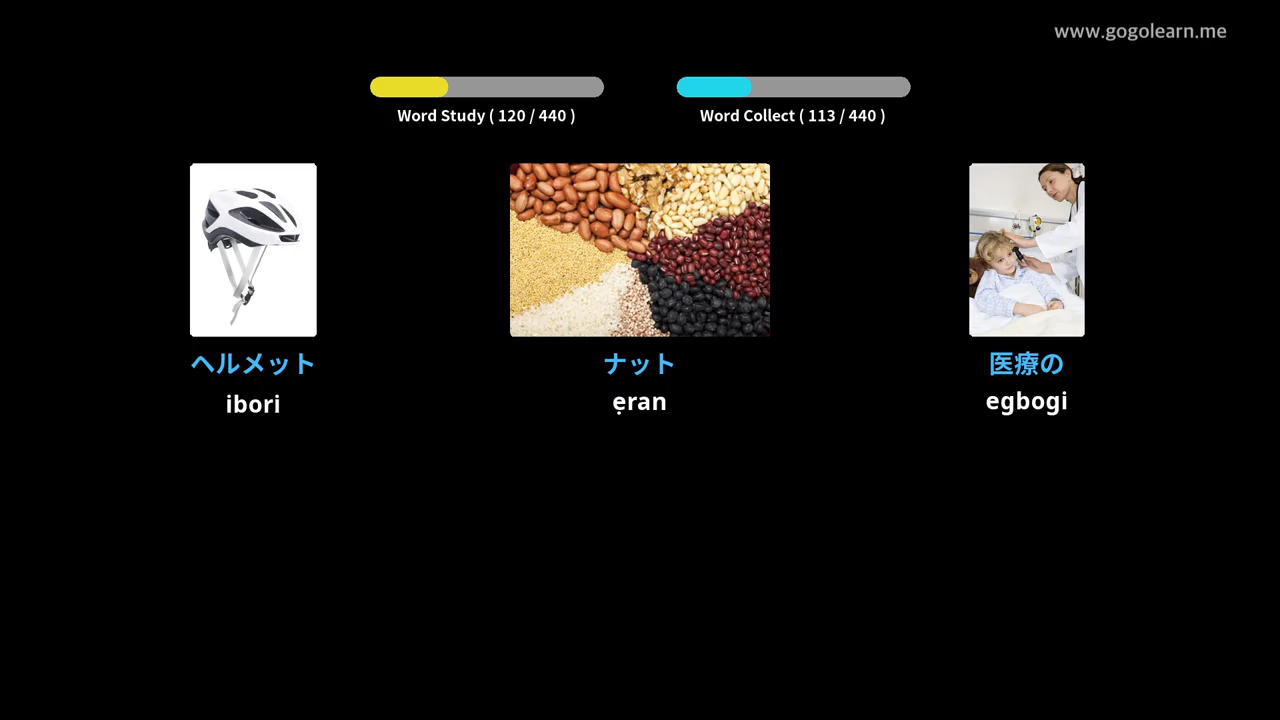 www.gogolearn.me
Word Study ( 120 / 440 )
Word Collect ( 113 / 440 )
ヘルメット
ナット
医療の
ibori
ẹran
egbogi